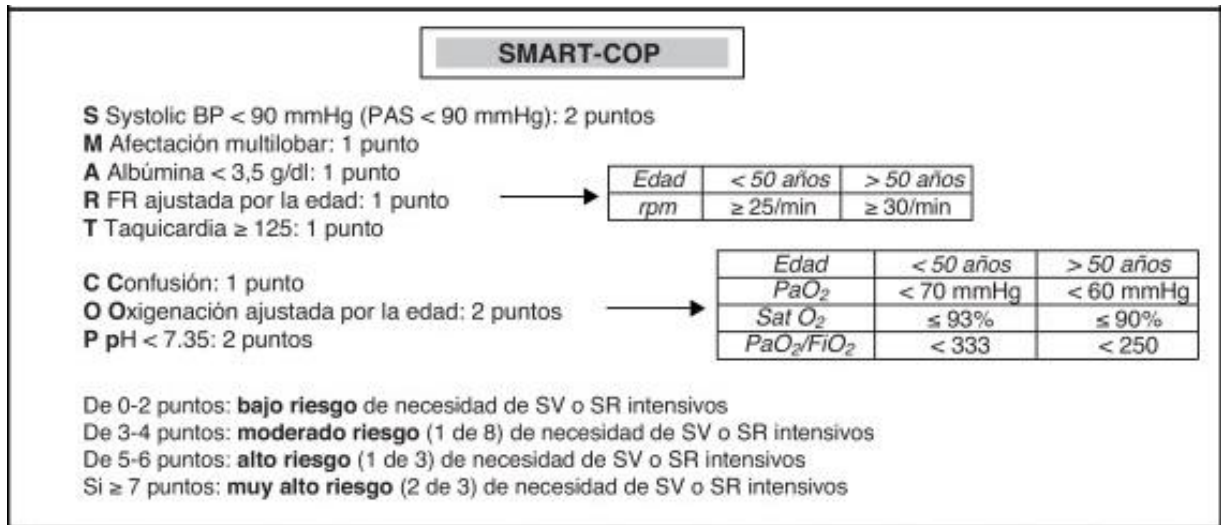 SMART-COP
S Systolic BP < 90 mmHg (PAS < 90 mmHg): 2 puntos
M Afectación multilobar: 1 punto
A Albúmina < 3,5 g/dl: 1 punto
R FR ajustada por la edad: 1 punto
T Taquicardia ≥ 125: 1 punto
Edad < 50 años > 50 años
rpm ≥ 25/min ≥ 30/min
C Confusión: 1 punto
O Oxigenación ajustada por la edad: 2 puntos
P pH < 7.35: 2 puntos
Edad < 50 años > 50 años
PaO₂ < 70 mmHg < 60 mmHg
Sat O₂ ≤ 93% ≤ 90%
PaO₂/FiO₂ < 333 < 250
De 0-2 puntos: bajo riesgo de necesidad de SV o SR intensivos
De 3-4 puntos: moderado riesgo (1 de 8) de necesidad de SV o SR intensivos
De 5-6 puntos: alto riesgo (1 de 3) de necesidad de SV o SR intensivos
Si ≥ 7 puntos: muy alto riesgo (2 de 3) de necesidad de SV o SR intensivos